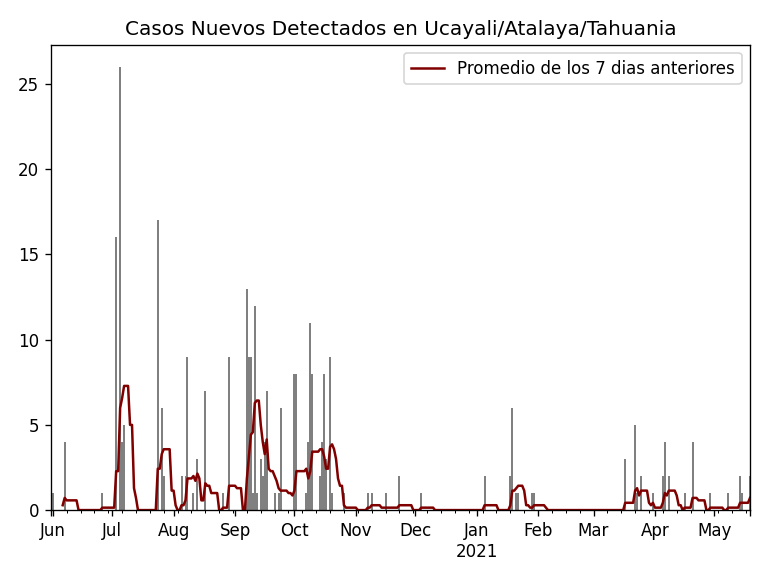 Casos Nuevos Detectados en Ucayali/Atalaya/Tahuania
Promedio de los 7 dias anteriores
25
20
15
10
5
0
Jun Jul Aug Sep Oct Nov Dec Jan Feb Mar Apr May
2021